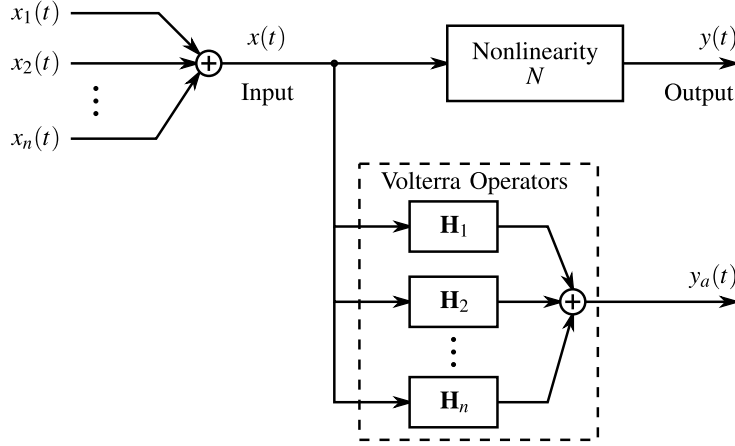 x₁(t)
x(t)
y(t)
x₂(t)
+
Nonlinearity
N
Input
Output
⋮
xₙ(t)
Volterra Operators
H₁
yₐ(t)
H₂
+
⋮
Hₙ